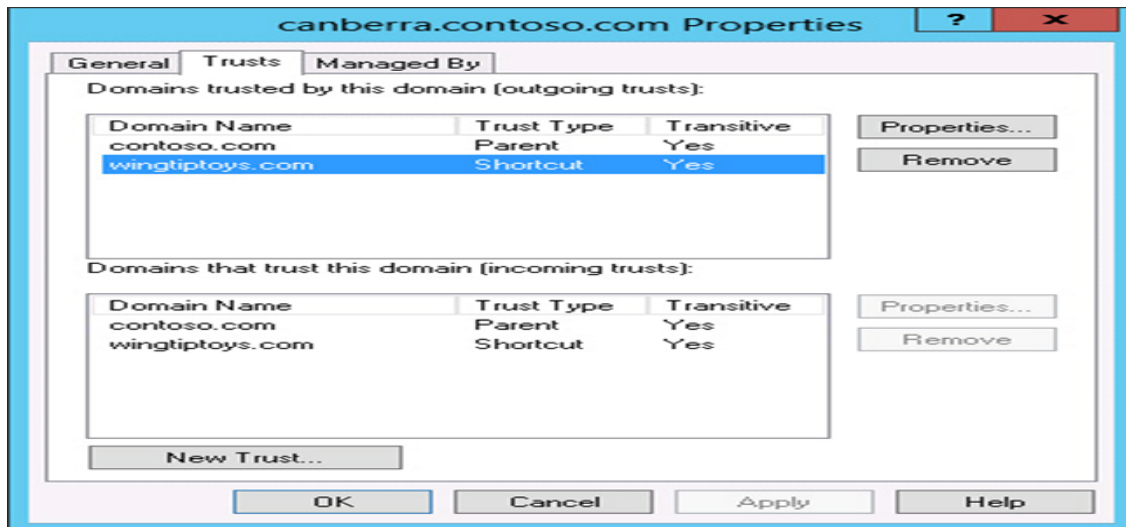 canberra.contoso.com Properties ? ×
General Trusts Managed By
Domains trusted by this domain (outgoing trusts):
Domain Name Trust Type Transitive Properties...
contoso.com Parent Yes
wingtiptoys.com Shortcut Yes Remove
Domains that trust this domain (incoming trusts):
Domain Name Trust Type Transitive Properties...
contoso.com Parent Yes
wingtiptoys.com Shortcut Yes Remove
New Trust...
OK Cancel Apply Help